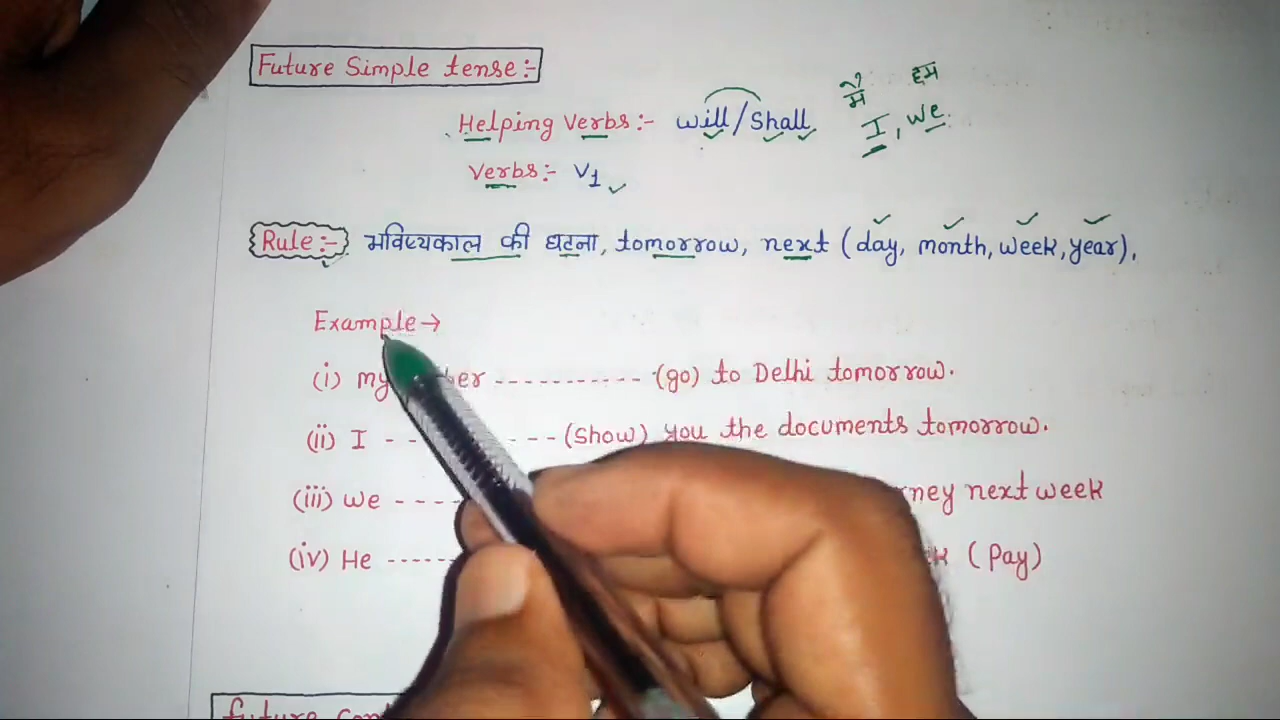 Future Simple tense:-
मै हम
Helping Verbs:- will/Shall I, we
Verbs:- V1
Rule:- भविष्यकाल की घटना, tomorrow, next (day, month, week, year),
Example→
(i) my ----------- (go) to Delhi tomorrow.
(ii) I - - - - - (Show) you the documents tomorrow.
(iii) we ---- next week
(iv) He ----- (Pay)